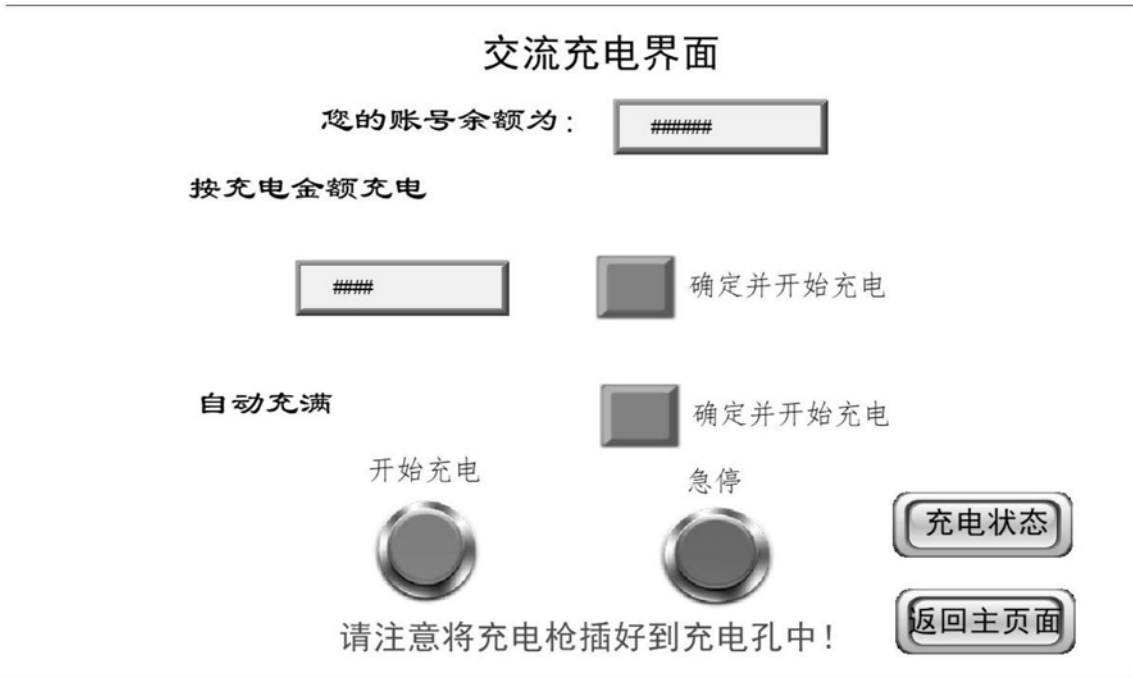 交流充电界面
您的账号余额为：
######
按充电金额充电
####
确定并开始充电
自动充满
确定并开始充电
开始充电
急停
充电状态
返回主页面
请注意将充电枪插好到充电孔中！